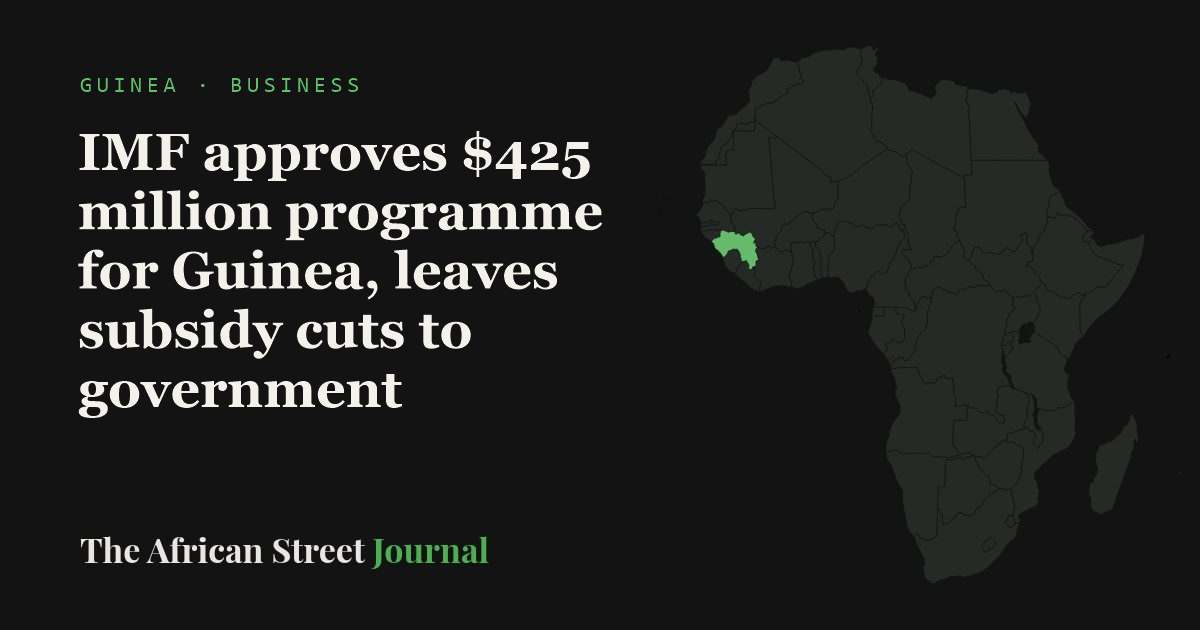 GUINEA · BUSINESS
IMF approves $425
million programme
for Guinea, leaves
subsidy cuts to
government
The African Street Journal